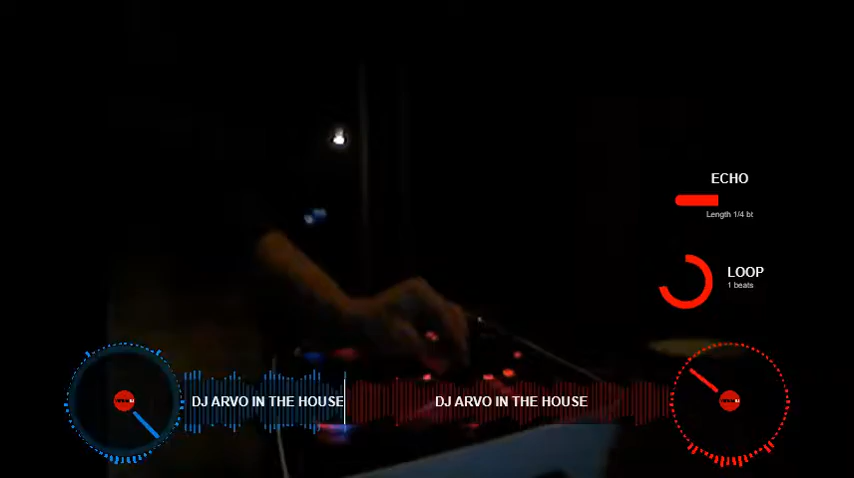 ECHO
Length 1/4 bt
LOOP
1 beats
DJ ARVO IN THE HOUSE
DJ ARVO IN THE HOUSE